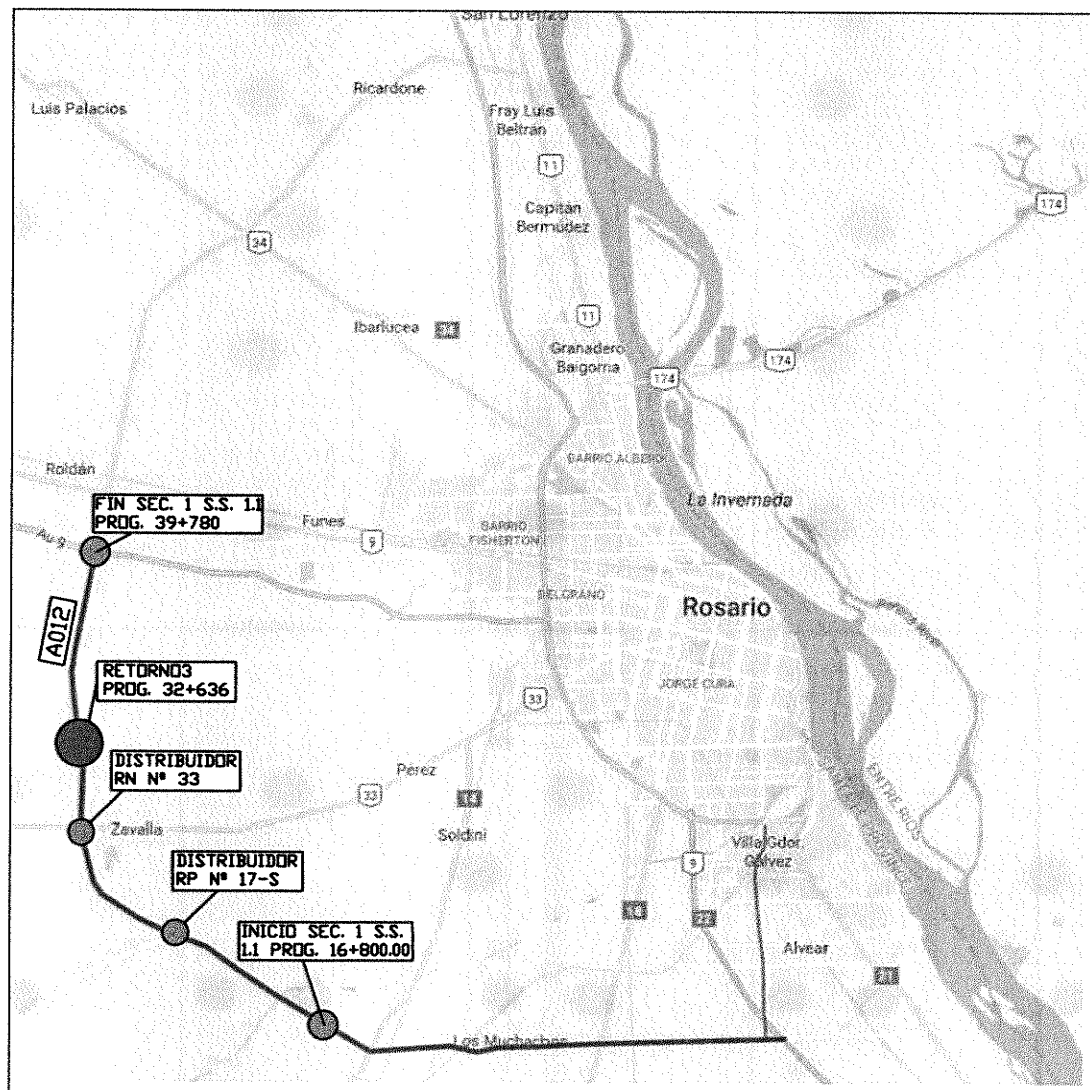 San Lorenzo
Ricardone
Luis Palacios
Fray Luis
Beltrán
11
Capitán
Bermúdez
174
34
11
Ibarlucea
Granadero
Baigorria
174
174
BARRIO ALBERDI
Roldán
La Invernada
FIN SEC. 1 S.S. 1.1
PROG. 39+780
Funes
9
BARRIO
FISHERTON
Au 9
BELGRANO
Rosario
A012
RETORNO3
PROG. 32+636
JORGE CURA
33
DISTRIBUIDOR
RN Nº 33
Perez
33
14
Zavalla
Soldini
ENTRE RÍOS
Villa Gdor.
Gálvez
DISTRIBUIDOR
RP Nº 17-S
9
INICIO SEC. 1 S.S.
1.1 PROG. 16+800.00
Alvear
21
Los Muchachos